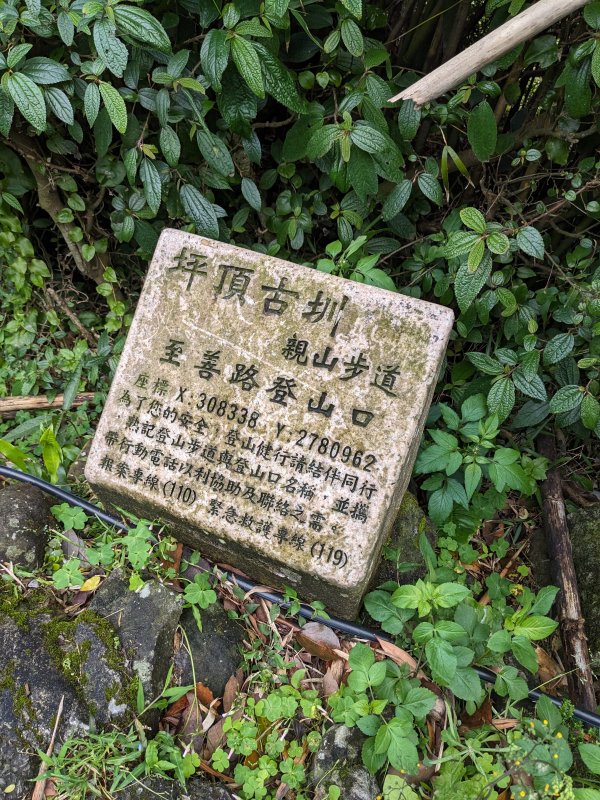 坪頂古圳
親山步道
至善路登山口
座標 X: 308338 Y: 2780962
為了您的安全，登山健行請結伴同行
熟記登山步道與登山口名稱，並攜
帶行動電話以利協助及聯絡之需。
報案專線(110) 緊急救護專線(119)